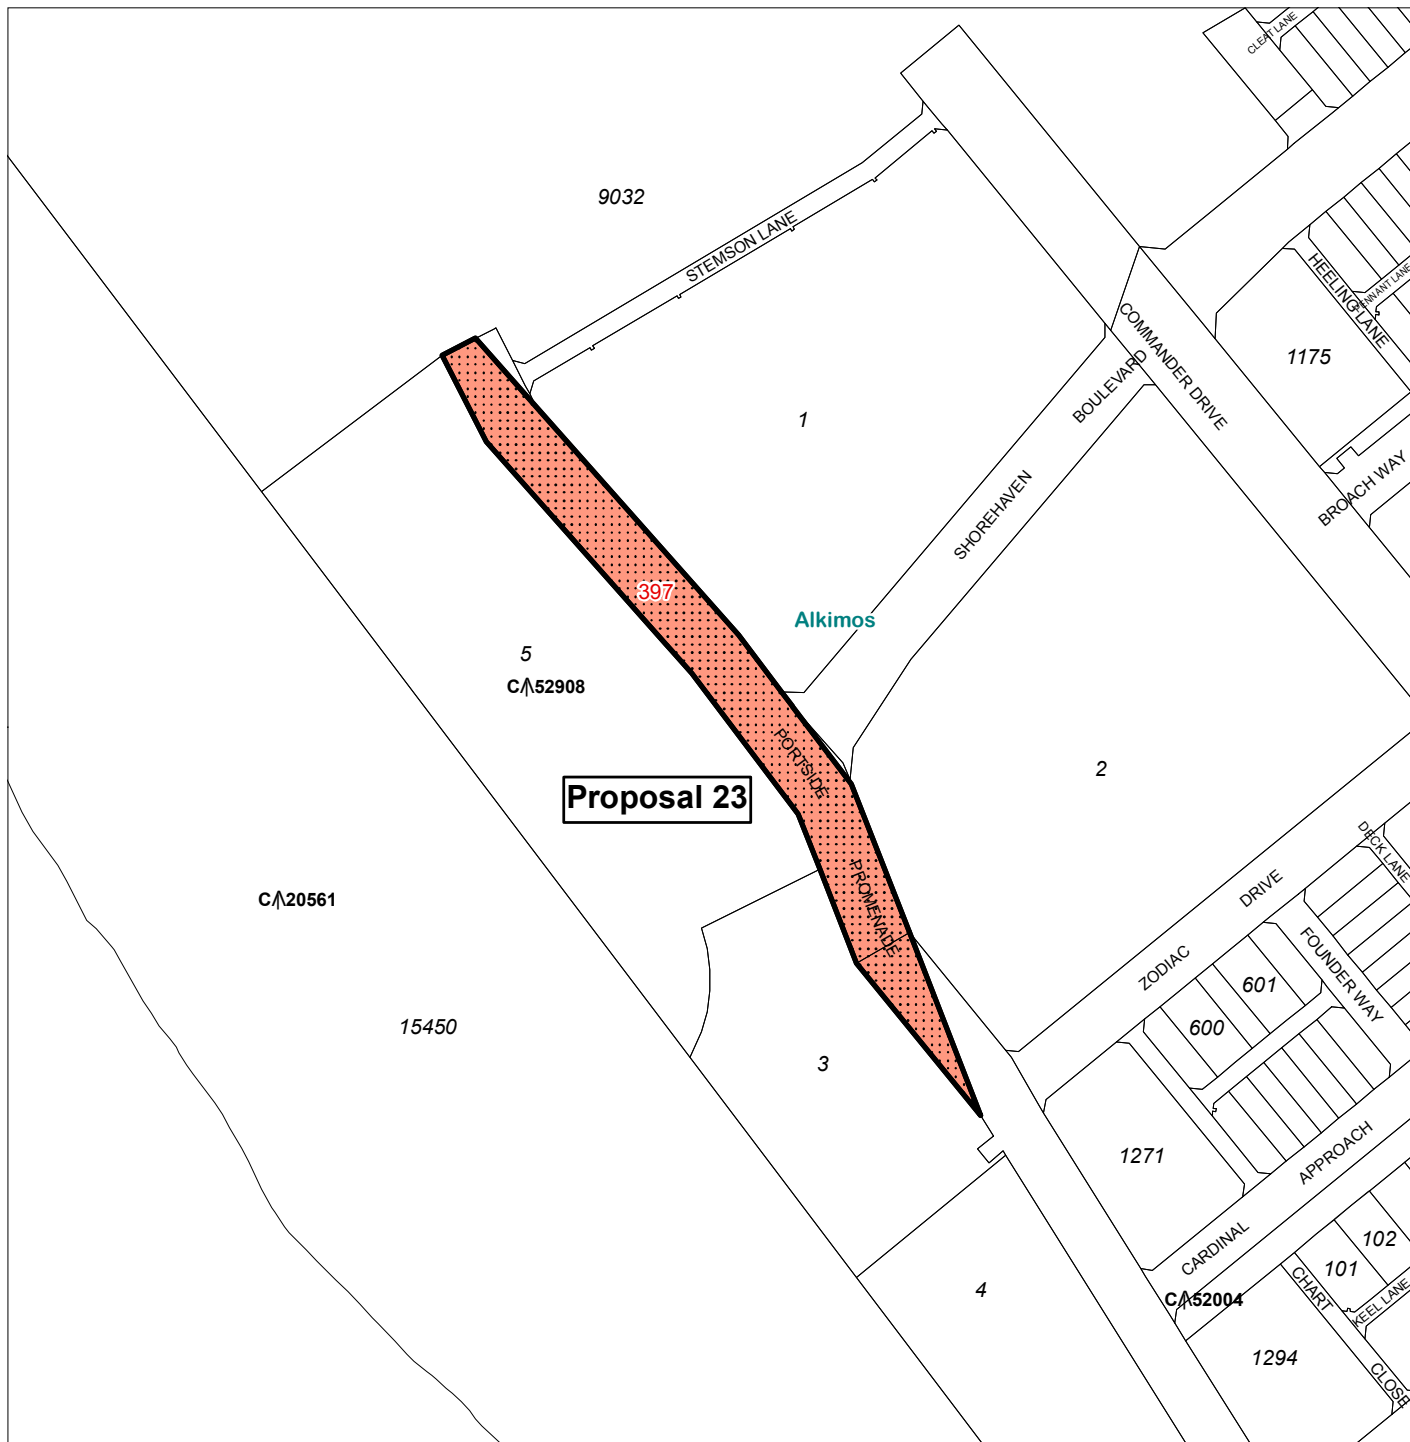 CLEAT LANE
9032
STEMSON LANE
HEELING LANE
PENNANT LANE
COMMANDER DRIVE
1175
BOULEVARD
1
BROACH WAY
SHOREHAVEN
397
Alkimos
5
C/\52908
PORTSIDE
2
Proposal 23
DECK LANE
PROMENADE
DRIVE
C/\20561
FOUNDER WAY
ZODIAC
601
600
15450
3
1271
APPROACH
CARDINAL
102
101
4
CHART
C/\52004
KEEL LANE
1294
CLOSE